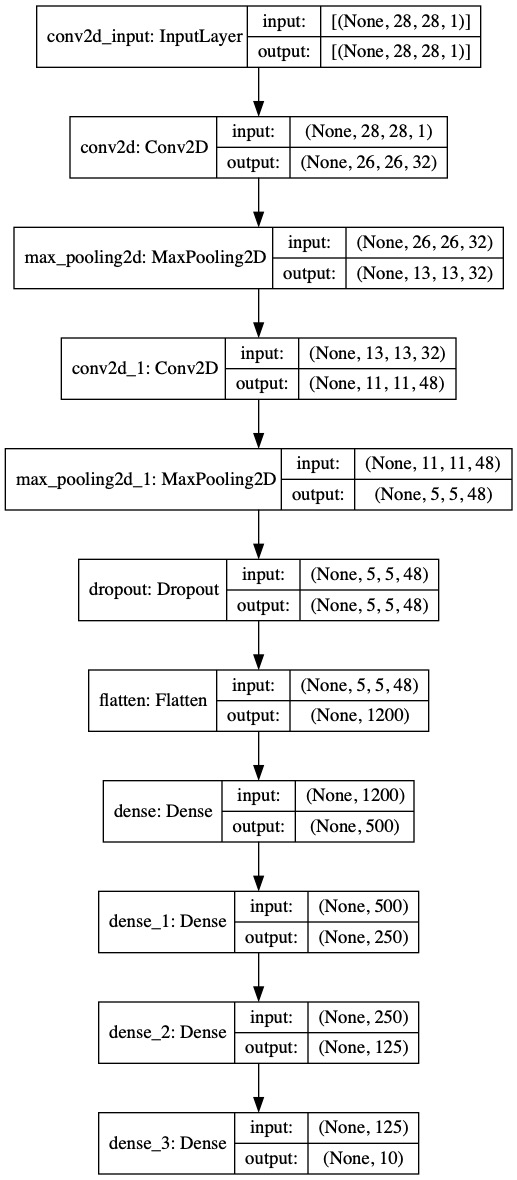 conv2d_input: InputLayer
input:
[(None, 28, 28, 1)]
output:
[(None, 28, 28, 1)]
conv2d: Conv2D
input:
(None, 28, 28, 1)
output:
(None, 26, 26, 32)
max_pooling2d: MaxPooling2D
input:
(None, 26, 26, 32)
output:
(None, 13, 13, 32)
conv2d_1: Conv2D
input:
(None, 13, 13, 32)
output:
(None, 11, 11, 48)
max_pooling2d_1: MaxPooling2D
input:
(None, 11, 11, 48)
output:
(None, 5, 5, 48)
dropout: Dropout
input:
(None, 5, 5, 48)
output:
(None, 5, 5, 48)
flatten: Flatten
input:
(None, 5, 5, 48)
output:
(None, 1200)
dense: Dense
input:
(None, 1200)
output:
(None, 500)
dense_1: Dense
input:
(None, 500)
output:
(None, 250)
dense_2: Dense
input:
(None, 250)
output:
(None, 125)
dense_3: Dense
input:
(None, 125)
output:
(None, 10)